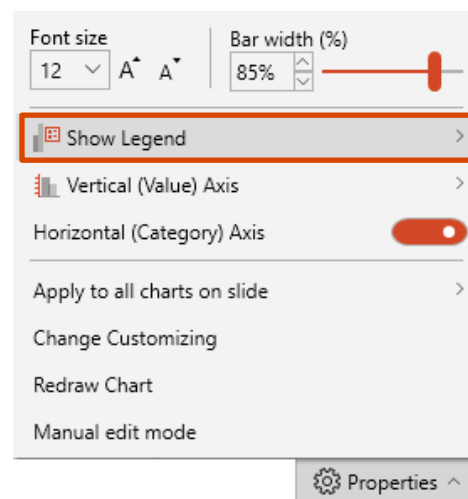 Font size
Bar width (%)
12 A A
85%
Show Legend
Vertical (Value) Axis
Horizontal (Category) Axis
Apply to all charts on slide
Change Customizing
Redraw Chart
Manual edit mode
Properties